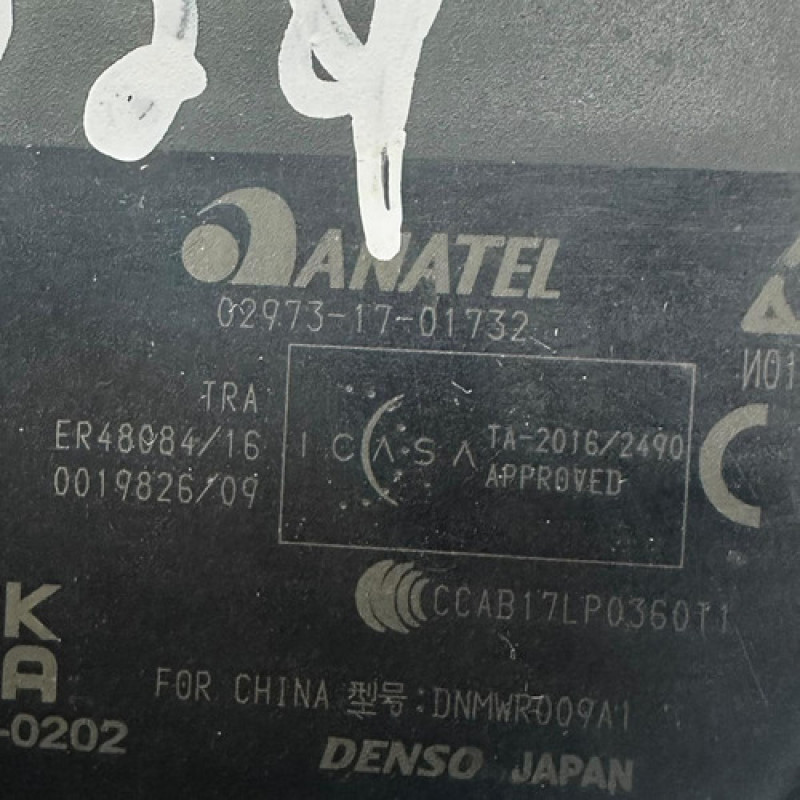 ANATEL
02973-17-01732
TRA
ER48084/16
0019826/09
ICASA
TA-2016/2490
APPROVED
CCAB17LP0360T1
FOR CHINA 型号:DNMWR009A1
-0202
DENSO JAPAN